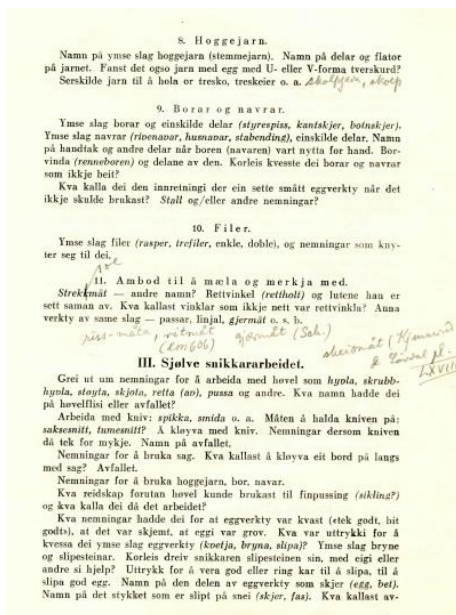 8. Hoggejarn.
Namn på ymse slag hoggejarn (stemmejarn). Namn på delar og flator
på jarnet. Fanst det ogso jarn med egg med U- eller V-forma tverskurd?
Serskilde jarn til å hola or tresko, treskeier o. a. skolpjern, skolp
9. Borar og navrar.
Ymse slag borar og einskilde delar (styrespiss, kantskjer, botnskjer).
Ymse slag navrar (rivenavar, husnavar, stabending), einskilde delar. Namn
på handtak og andre delar når boren (navaren) vart nytta for hand. Bor-
vinda (renneboren) og delane av den. Korleis kvesste dei borar og navrar
som ikkje beit?
Kva kalla dei den innretningi der ein sette smått eggverkty når det
ikkje skulde brukast? Stall og/eller andre nemningar?
10. Filer.
Ymse slag filer (rasper, trefiler, enkle, doble), og nemningar som kny-
ter seg til dei.
11. Ambod til å mæla og merkja med.
Strekkmåt — andre namn? Rettvinkel (rettholt) og lutene han er
sett saman av. Kva kallast vinklar som ikkje nett var rettvinkla? Anna
verkty av same slag — passar, linjal, gjermåt o. s. b.
riss-måta, ritmåt gjermåt (Sch.)
(Ross 606)
LXVIII
III. Sjølve snikkararbeidet.
Grei ut um nemningar for å arbeida med høvel som hyvla, skrubb-
hyvla, støyta, skjota, retta (av), pussa og andre. Kva namn hadde dei
på høvelflisi eller avfallet?
Arbeida med kniv: spikka, smida o. a. Måten å halda kniven på:
saksesnitt, tumesnitt? Å kløyva med kniv. Nemningar dersom kniven
då tek for mykje. Namn på avfallet.
Nemningar for å bruka sag. Kva kallast å kløyva eit bord på langs
med sag? Avfallet.
Nemningar for å bruka hoggejarn, bor, navar.
Kva reidskap forutan høvel kunde brukast til finpussing (sikling?)
og kva kalla dei då det arbeidet?
Kva nemningar hadde dei for at eggverkty var kvast («tek godt, bit
godt»), at det var skjemt, at eggi var grov. Kva var uttrykki for å
kvessa dei ymse slag eggverkty (kvetja, bryna, slipa)? Ymse slag bryne
og slipesteinar. Korleis dreiv snikkaren slipesteinen sin, med eigi eller
andre si hjelp? Uttrykk for å vera god eller ring kar til å slipa, til å
slipa god egg. Namn på den delen av eggverkty som skjer (egg, bet).
Namn på det stykket som er slipt på snei (skjer, fas). Kva kallast av-